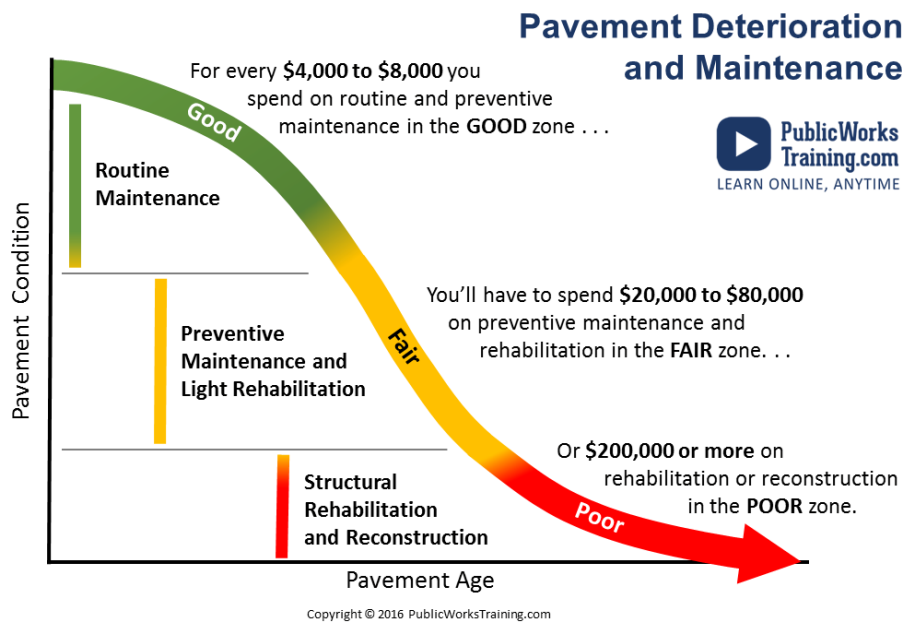 Pavement Deterioration
and Maintenance
PublicWorks
Training.com
LEARN ONLINE, ANYTIME
For every $4,000 to $8,000 you
spend on routine and preventive
maintenance in the GOOD zone . . .
Good
Routine
Maintenance
Pavement Condition
You’ll have to spend $20,000 to $80,000
on preventive maintenance and
rehabilitation in the FAIR zone. . .
Fair
Preventive
Maintenance and
Light Rehabilitation
Or $200,000 or more on
rehabilitation or reconstruction
in the POOR zone.
Poor
Structural
Rehabilitation
and Reconstruction
Pavement Age
Copyright © 2016 PublicWorksTraining.com